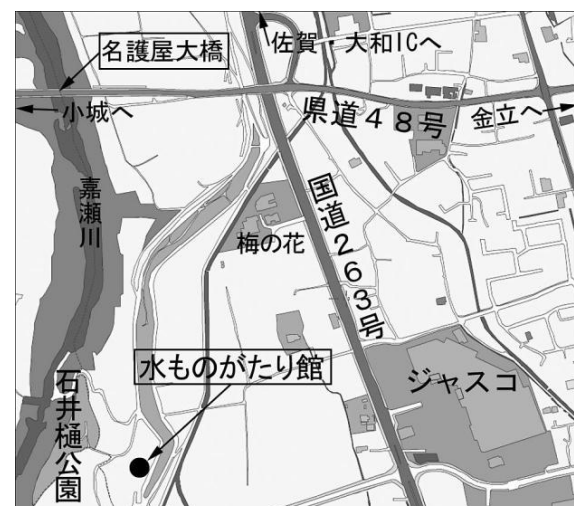 名護屋大橋
佐賀・大和ICへ
小城へ
県道48号
金立へ
嘉瀬川
国道263号
梅の花
水ものがたり館
ジャスコ
石井樋公園